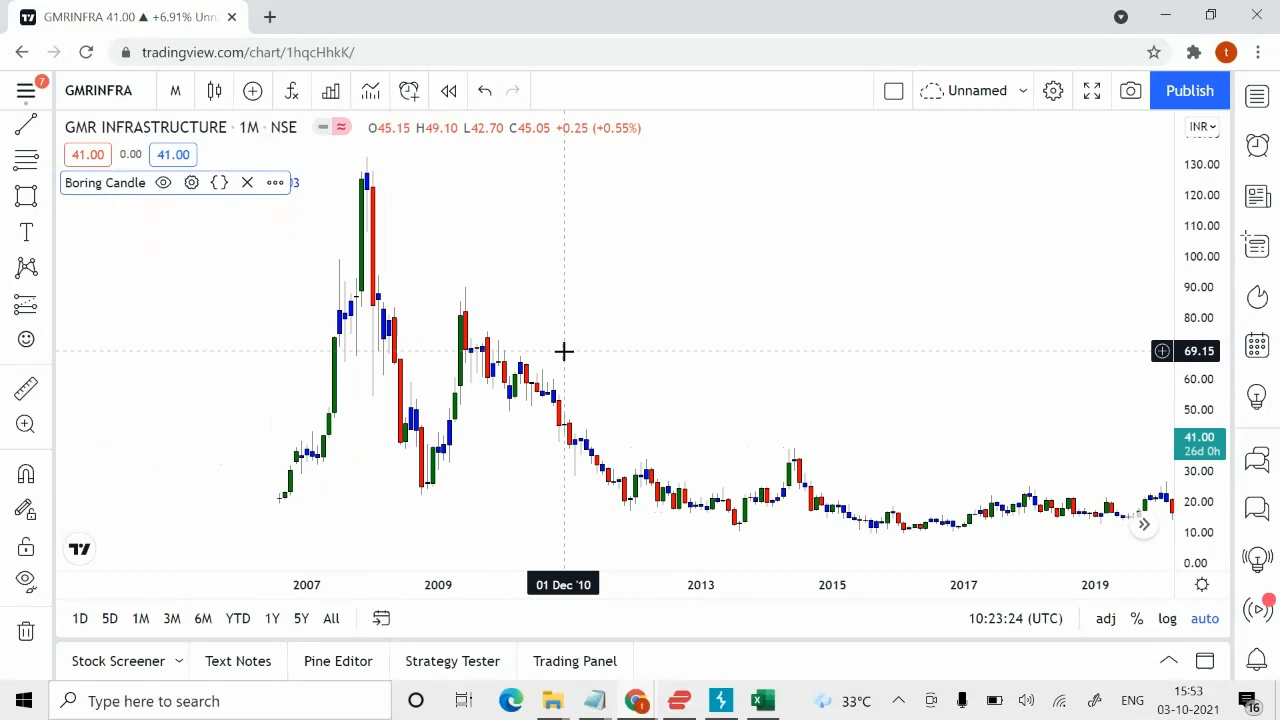 GMRINFRA 41.00 ▲ +6.91% Unn
tradingview.com/chart/1hqcHhkK/
t
7
GMRINFRA
M
Unnamed
Publish
GMR INFRASTRUCTURE · 1M · NSE
O45.15 H49.10 L42.70 C45.05 +0.25 (+0.55%)
INR
41.00 0.00 41.00
Boring Candle
130.00
120.00
110.00
100.00
90.00
80.00
69.15
60.00
50.00
41.00
26d 0h
30.00
20.00
10.00
0.00
2007 2009 01 Dec '10 2013 2015 2017 2019
1D 5D 1M 3M 6M YTD 1Y 5Y All
10:23:24 (UTC)
adj % log auto
Stock Screener Text Notes Pine Editor Strategy Tester Trading Panel
Type here to search
33°C
ENG
15:53
03-10-2021
16